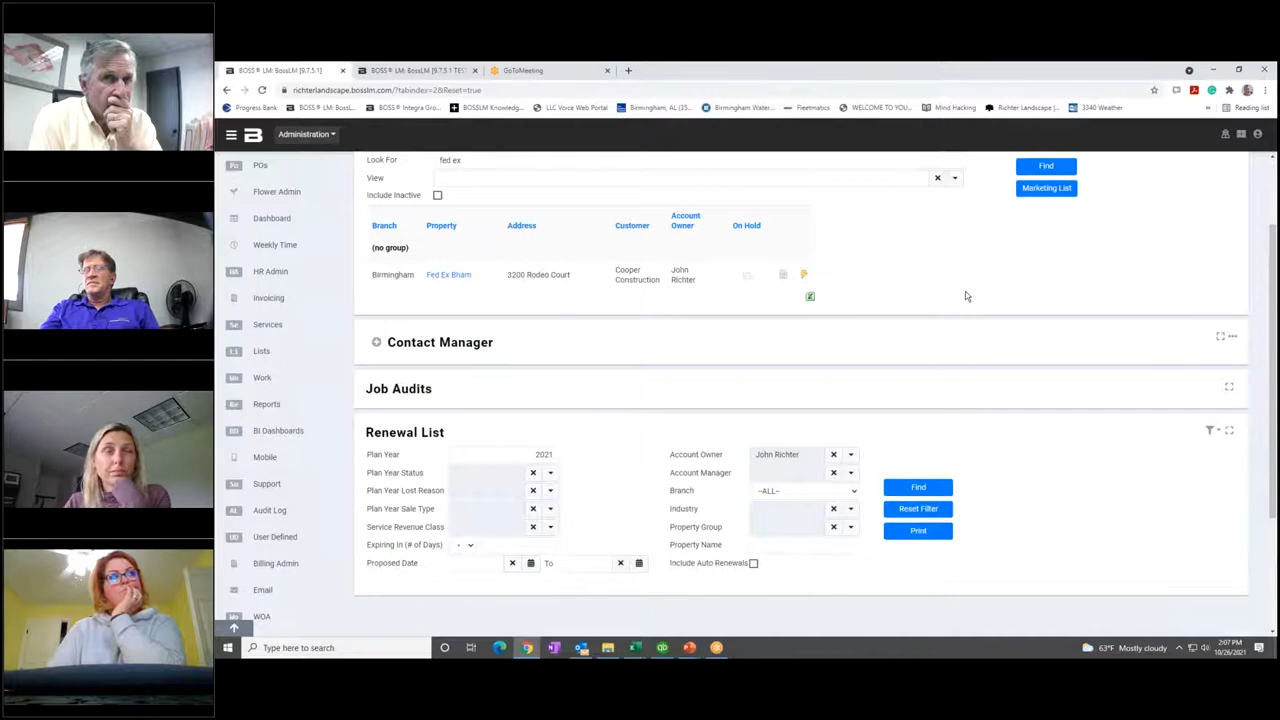 BOSS® LM: BossLM [9.7.5.1]
BOSS® LM: BossLM [9.7.5.1 TES
GoToMeeting
richterlandscape.bosslm.com/?tabindex=2&Reset=true
Progress Bank
BOSS® LM: BossL...
BOSS® Integra Gro...
BOSSLM Knowledg...
LLC Voice Web Portal
Birmingham, AL (35...
Birmingham Water...
Fleetmatics
WELCOME TO YOU...
Mind Hacking
Richter Landscape |...
3340 Weather
»
Reading list
Administration
Po POs
Flower Admin
Dashboard
Weekly Time
HR Admin
Invoicing
Se Services
Li Lists
Work
Reports
BI Dashboards
Mobile
Support
AL Audit Log
User Defined
Billing Admin
Email
WOA
Look For fed ex
View
Include Inactive
Find
Marketing List
Branch Property Address Customer Account Owner On Hold
(no group)
Birmingham Fed Ex Bham 3200 Rodeo Court Cooper Construction John Richter
Contact Manager
Job Audits
Renewal List
Plan Year 2021
Plan Year Status
Plan Year Lost Reason
Plan Year Sale Type
Service Revenue Class
Expiring In (# of Days) -
Proposed Date To
Account Owner John Richter
Account Manager
Branch --ALL--
Industry
Property Group
Property Name
Include Auto Renewals
Find
Reset Filter
Print
Type here to search
63°F Mostly cloudy
2:07 PM
10/26/2021